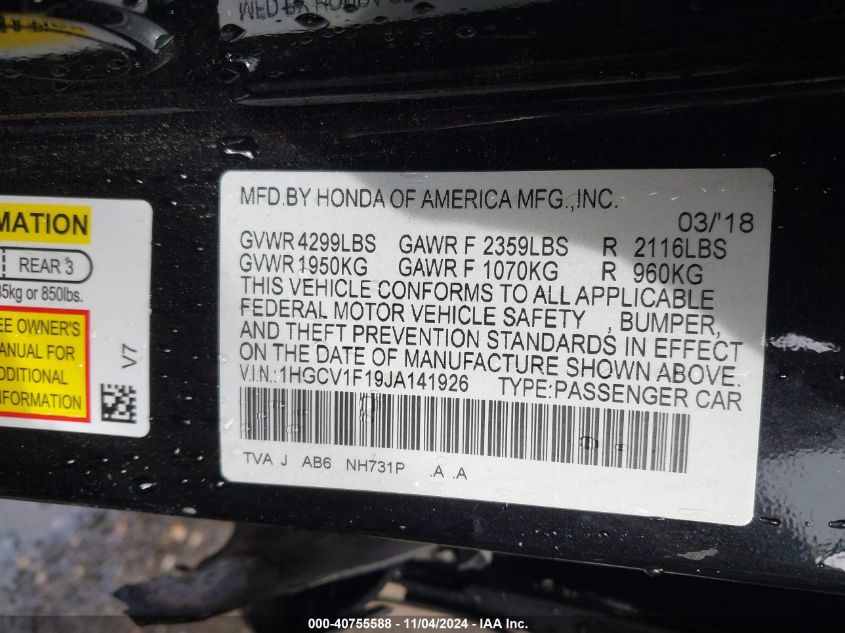 MATION
REAR 3
35kg or 850lbs.
EE OWNER'S
ANUAL FOR
DDITIONAL
NFORMATION
V7
MFD.BY HONDA OF AMERICA MFG.,INC.
03/'18
GVWR 4299LBS GAWR F 2359LBS R 2116LBS
GVWR 1950KG GAWR F 1070KG R 960KG
THIS VEHICLE CONFORMS TO ALL APPLICABLE
FEDERAL MOTOR VEHICLE SAFETY , BUMPER,
AND THEFT PREVENTION STANDARDS IN EFFECT
ON THE DATE OF MANUFACTURE SHOWN ABOVE.
V.I.N.:1HGCV1F19JA141926 TYPE:PASSENGER CAR
TVA J AB6 NH731P .A .A
000-40755588 - 11/04/2024 - IAA Inc.